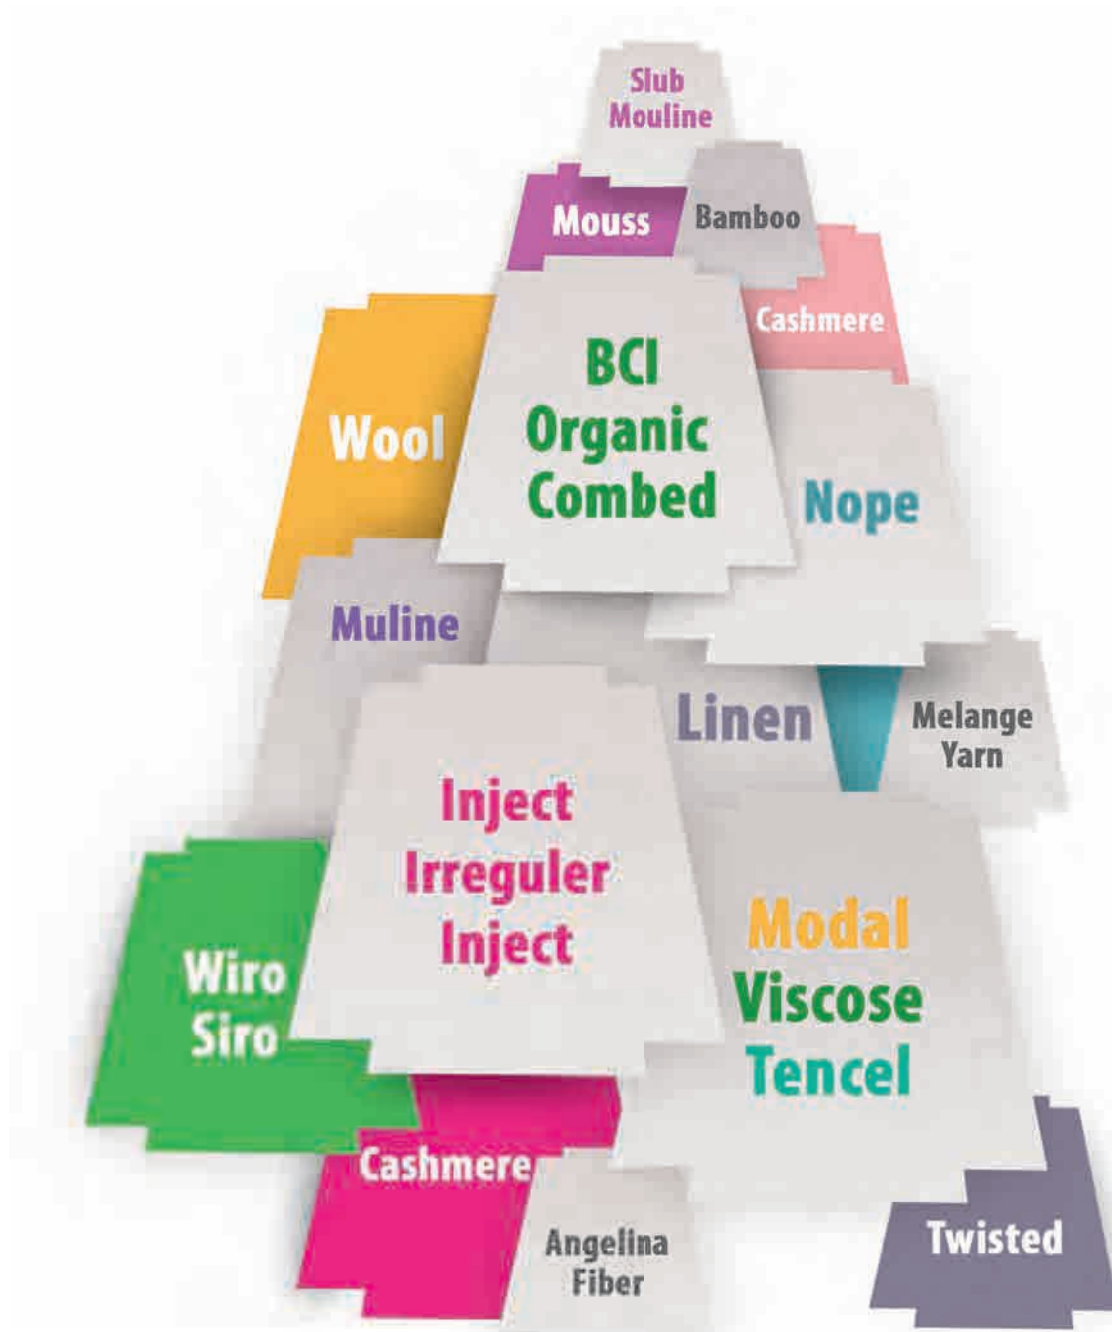 Slub
Mouline
Mouss
Bamboo
Cashmere
BCI
Organic
Combed
Wool
Nope
Muline
Linen
Melange
Yarn
Inject
Irreguler
Inject
Modal
Viscose
Tencel
Wiro
Siro
Cashmere
Angelina
Fiber
Twisted